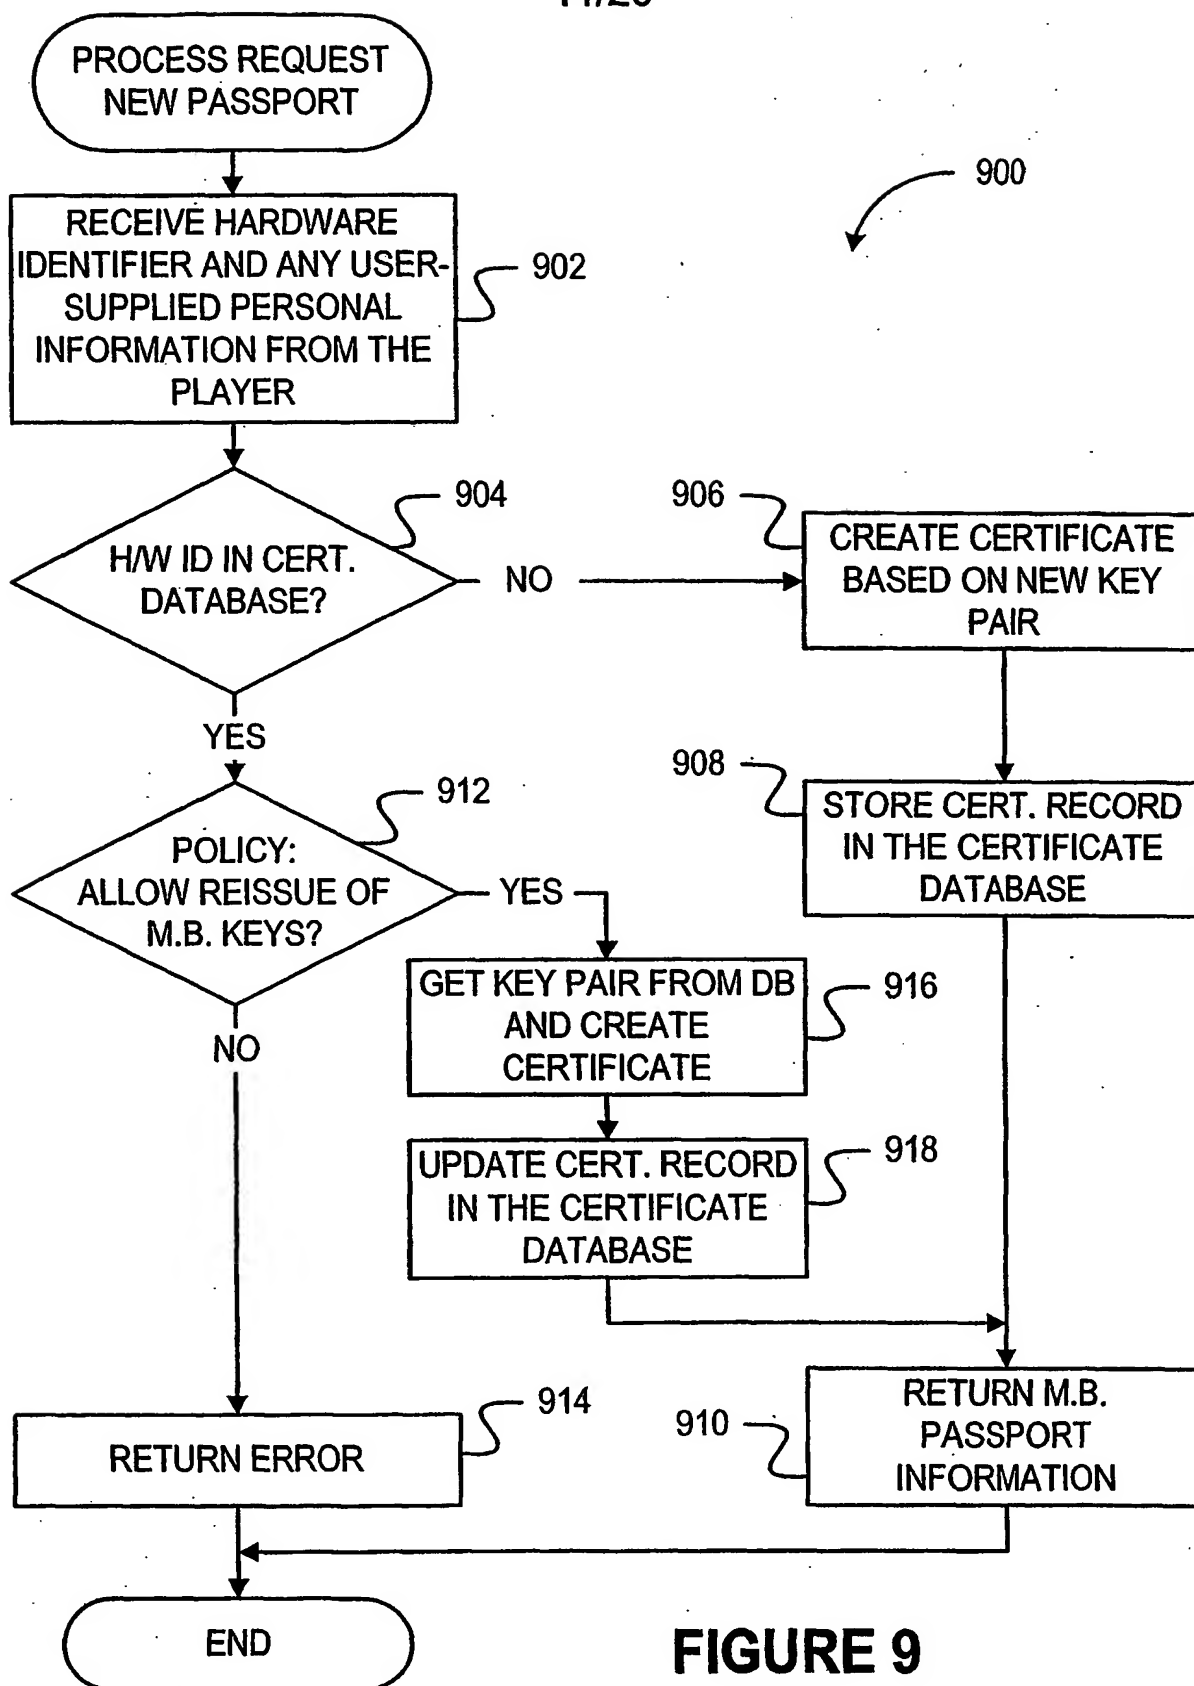 PROCESS REQUEST
NEW PASSPORT
900
RECEIVE HARDWARE
IDENTIFIER AND ANY USER-
SUPPLIED PERSONAL
INFORMATION FROM THE
PLAYER
902
904
H/W ID IN CERT.
DATABASE?
NO
906
CREATE CERTIFICATE
BASED ON NEW KEY
PAIR
YES
908
STORE CERT. RECORD
IN THE CERTIFICATE
DATABASE
912
POLICY:
ALLOW REISSUE OF
M.B. KEYS?
YES
NO
GET KEY PAIR FROM DB
AND CREATE
CERTIFICATE
916
UPDATE CERT. RECORD
IN THE CERTIFICATE
DATABASE
918
RETURN ERROR
914
910
RETURN M.B.
PASSPORT
INFORMATION
END
FIGURE 9